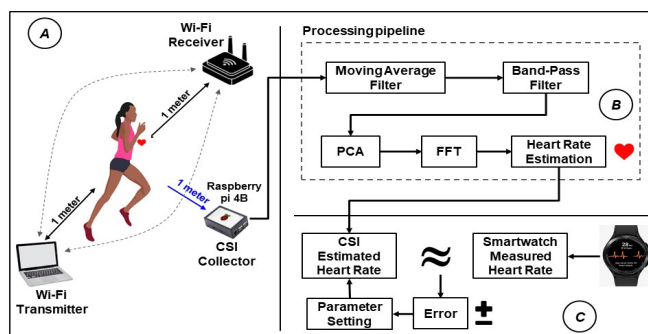 A
Wi-Fi
Receiver
1 meter
1 meter
1 meter
Raspberry
pi 4B
CSI
Collector
Wi-Fi
Transmitter
Processing pipeline
Moving Average
Filter
Band-Pass
Filter
B
PCA
FFT
Heart Rate
Estimation
CSI
Estimated
Heart Rate
≈
Smartwatch
Measured
Heart Rate
28
Parameter
Setting
Error
±
C